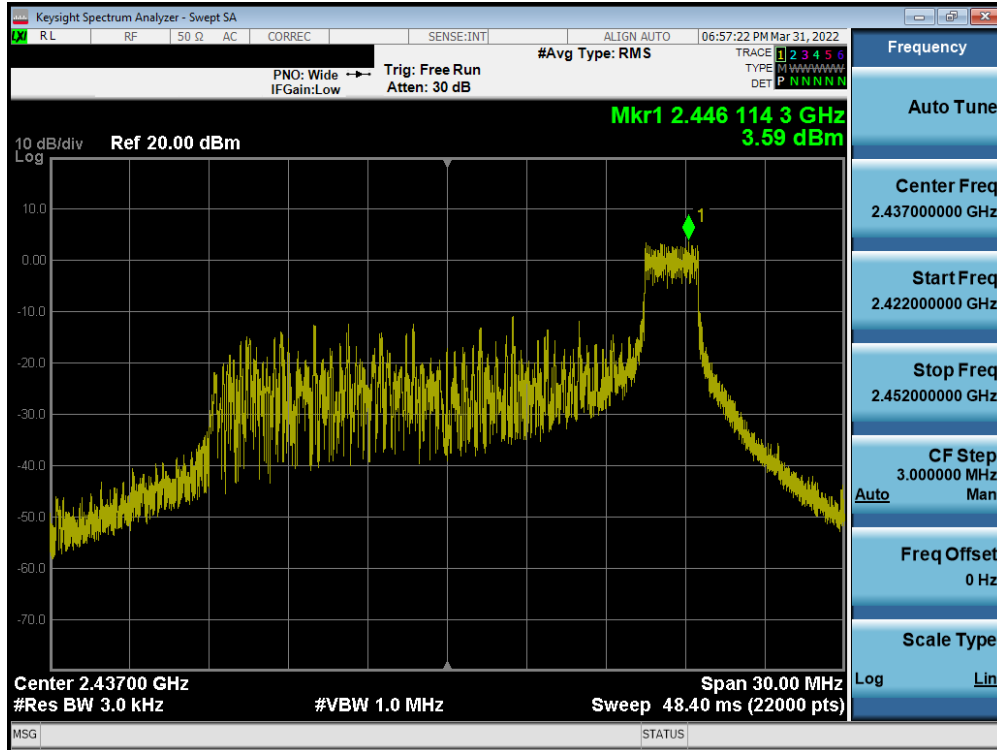 Keysight Spectrum Analyzer - Swept SA
LXI RL RF 50 Ω AC CORREC SENSE:INT ALIGN AUTO 06:57:22 PM Mar 31, 2022
Frequency
#Avg Type: RMS TRACE 1 2 3 4 5 6
PNO: Wide Trig: Free Run TYPE M WWWWW
IFGain:Low Atten: 30 dB DET P N N N N N
Auto Tune
Mkr1 2.446 114 3 GHz
3.59 dBm
10 dB/div Ref 20.00 dBm
Log
Center Freq
2.437000000 GHz
10.0
1
0.00
Start Freq
2.422000000 GHz
-10.0
-20.0
Stop Freq
2.452000000 GHz
-30.0
-40.0
CF Step
3.000000 MHz
Auto Man
-50.0
Freq Offset
0 Hz
-60.0
-70.0
Scale Type
Log Lin
Center 2.43700 GHz Span 30.00 MHz
#Res BW 3.0 kHz #VBW 1.0 MHz Sweep 48.40 ms (22000 pts)
MSG STATUS